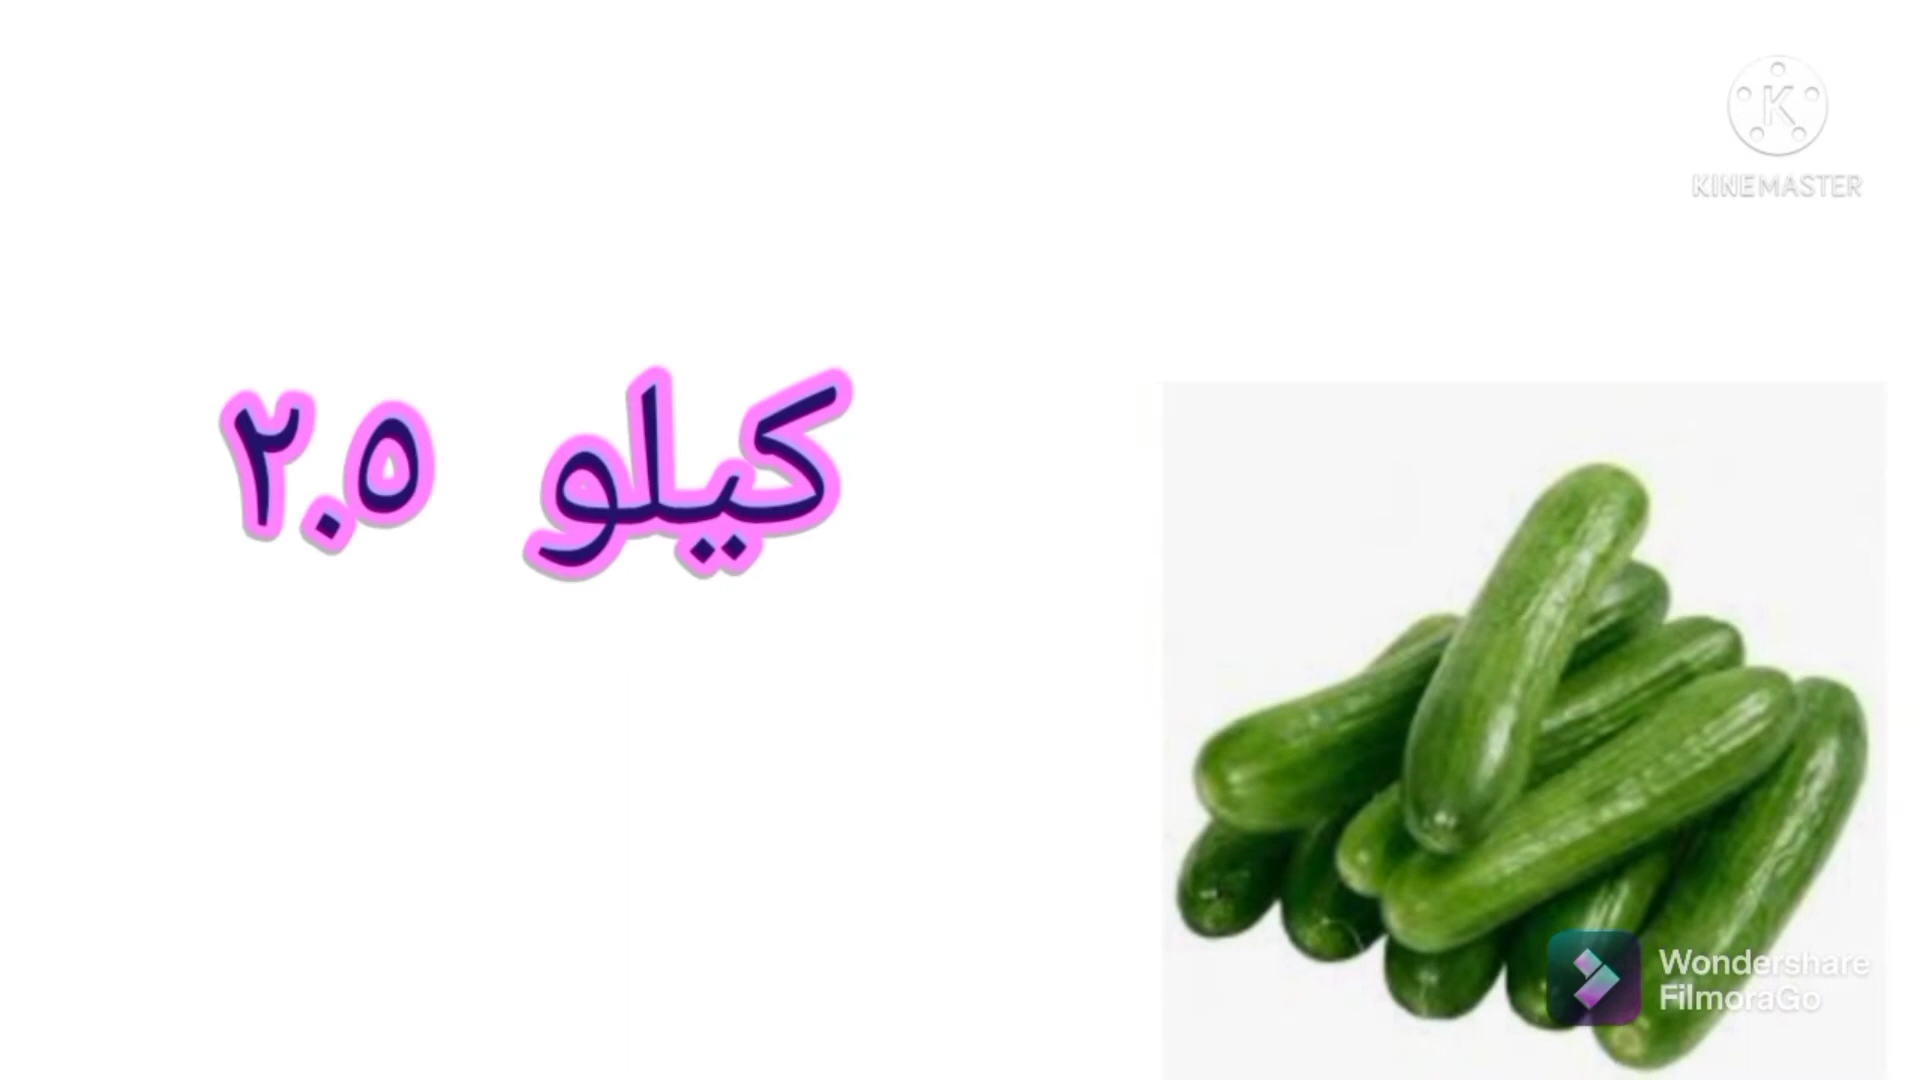 KINEMASTER
٢.٥ كيلو
Wondershare
FilmoraGo